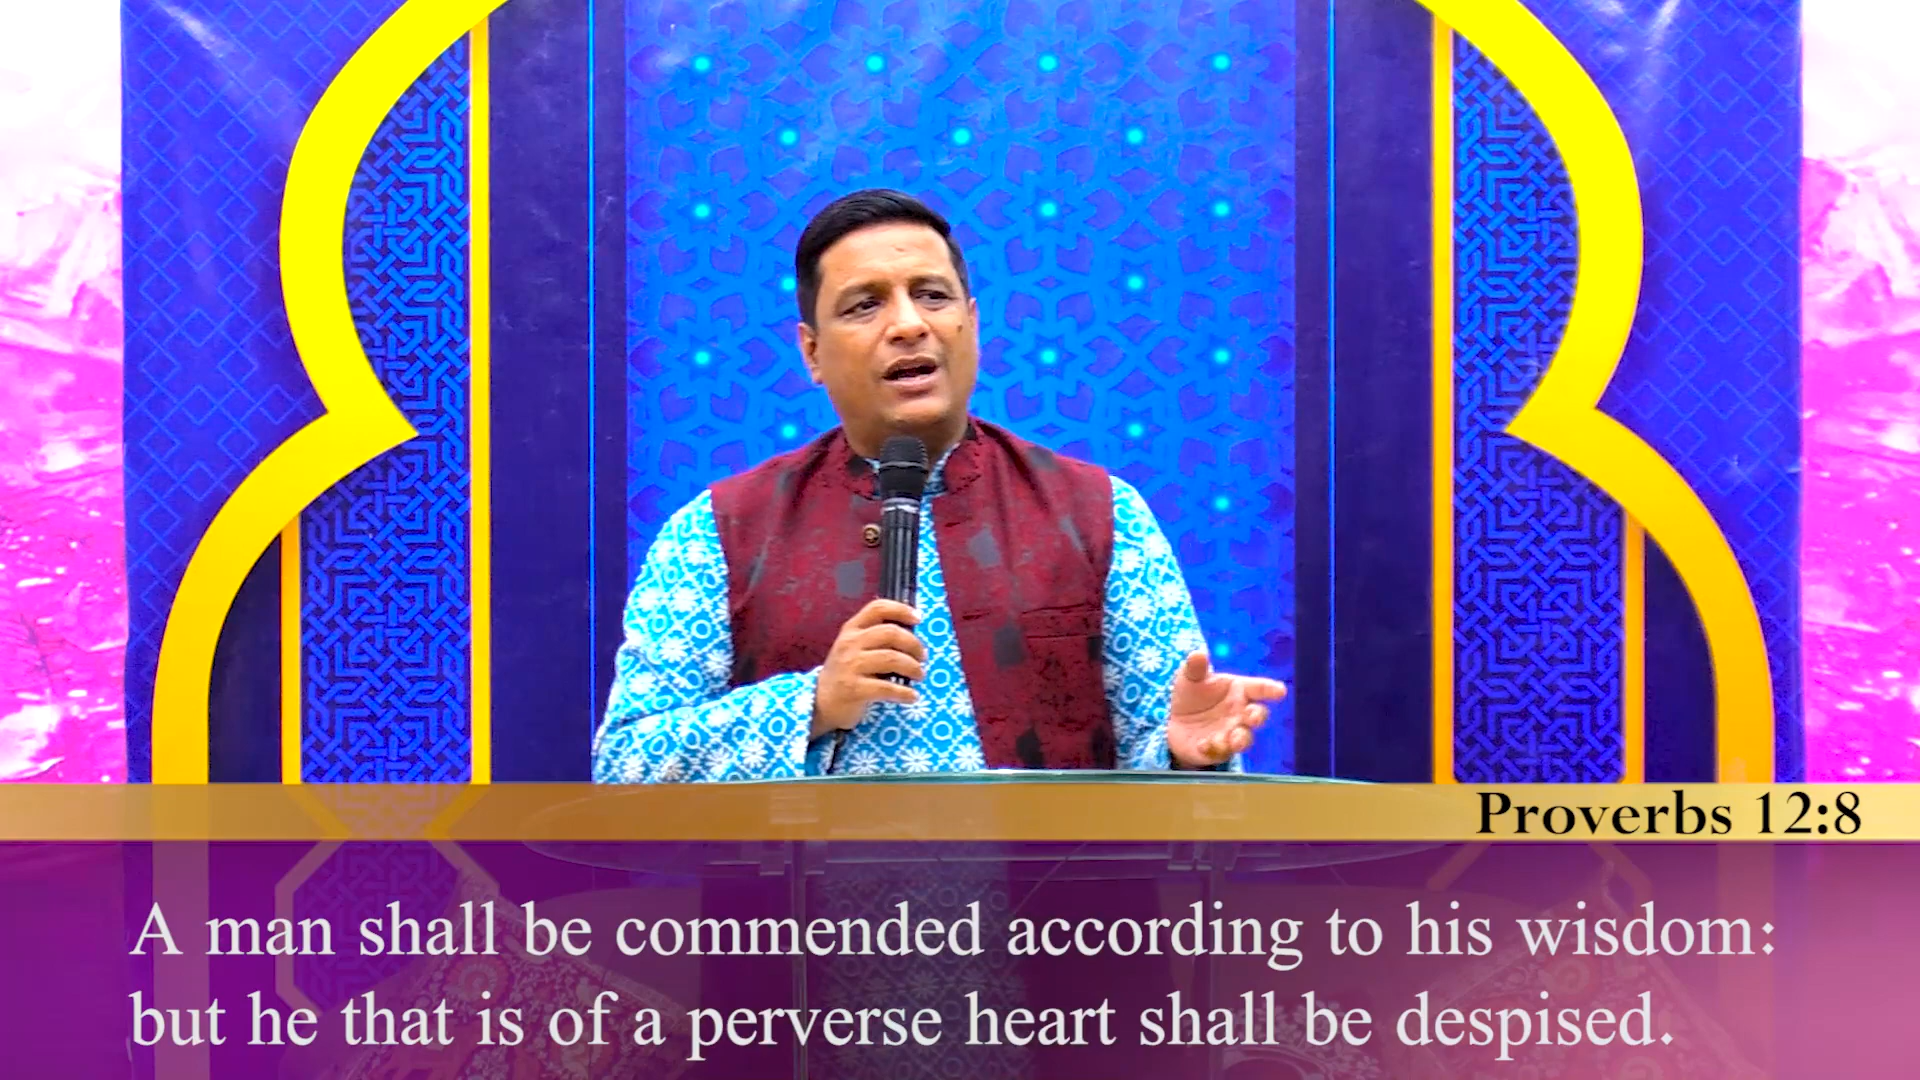 Proverbs 12:8
A man shall be commended according to his wisdom:
but he that is of a perverse heart shall be despised.